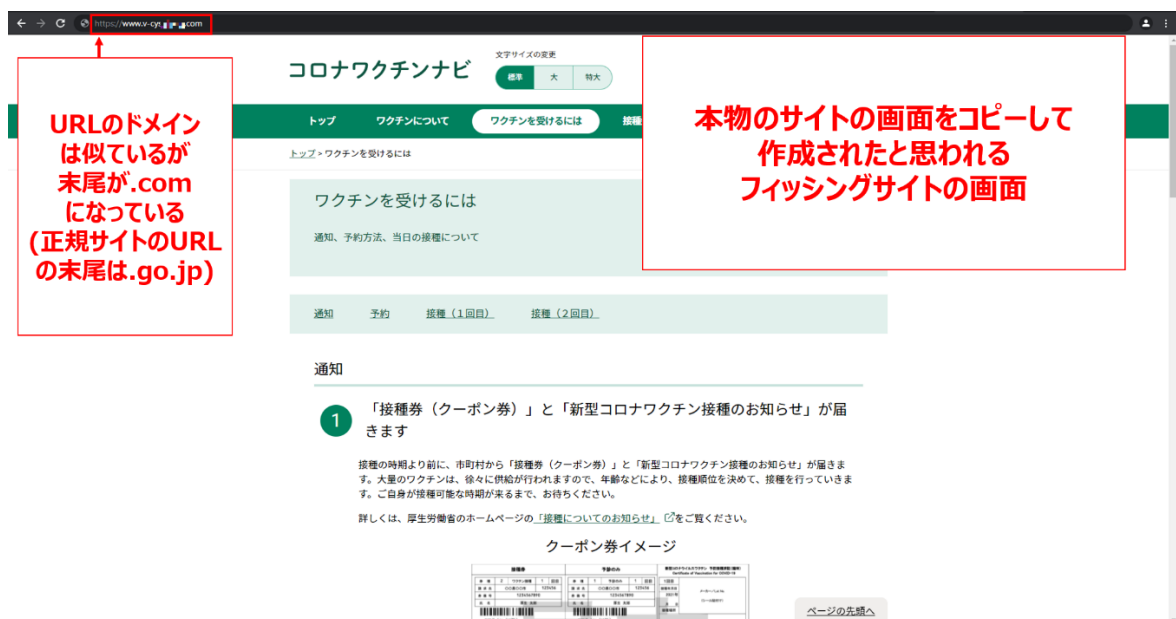 https://www.v-cys com
コロナワクチンナビ
文字サイズの変更
標準 大 特大
トップ ワクチンについて ワクチンを受けるには 接種
トップ > ワクチンを受けるには
URLのドメイン
は似ているが
末尾が.com
になっている
(正規サイトのURL
の末尾は.go.jp)
本物のサイトの画面をコピーして
作成されたと思われる
フィッシングサイトの画面
ワクチンを受けるには
通知、予約方法、当日の接種について
通知 予約 接種（1回目） 接種（2回目）
通知
1 「接種券（クーポン券）」と「新型コロナワクチン接種のお知らせ」が届
きます
接種の時期より前に、市町村から「接種券（クーポン券）」と「新型コロナワクチン接種のお知らせ」が届きま
す。大量のワクチンは、徐々に供給が行われますので、年齢などにより、接種順位を決めて、接種を行っていきま
す。ご自身が接種可能な時期が来るまで、お待ちください。
詳しくは、厚生労働省のホームページの「接種についてのお知らせ」 をご覧ください。
クーポン券イメージ
接種券 予診のみ
ページの先頭へ